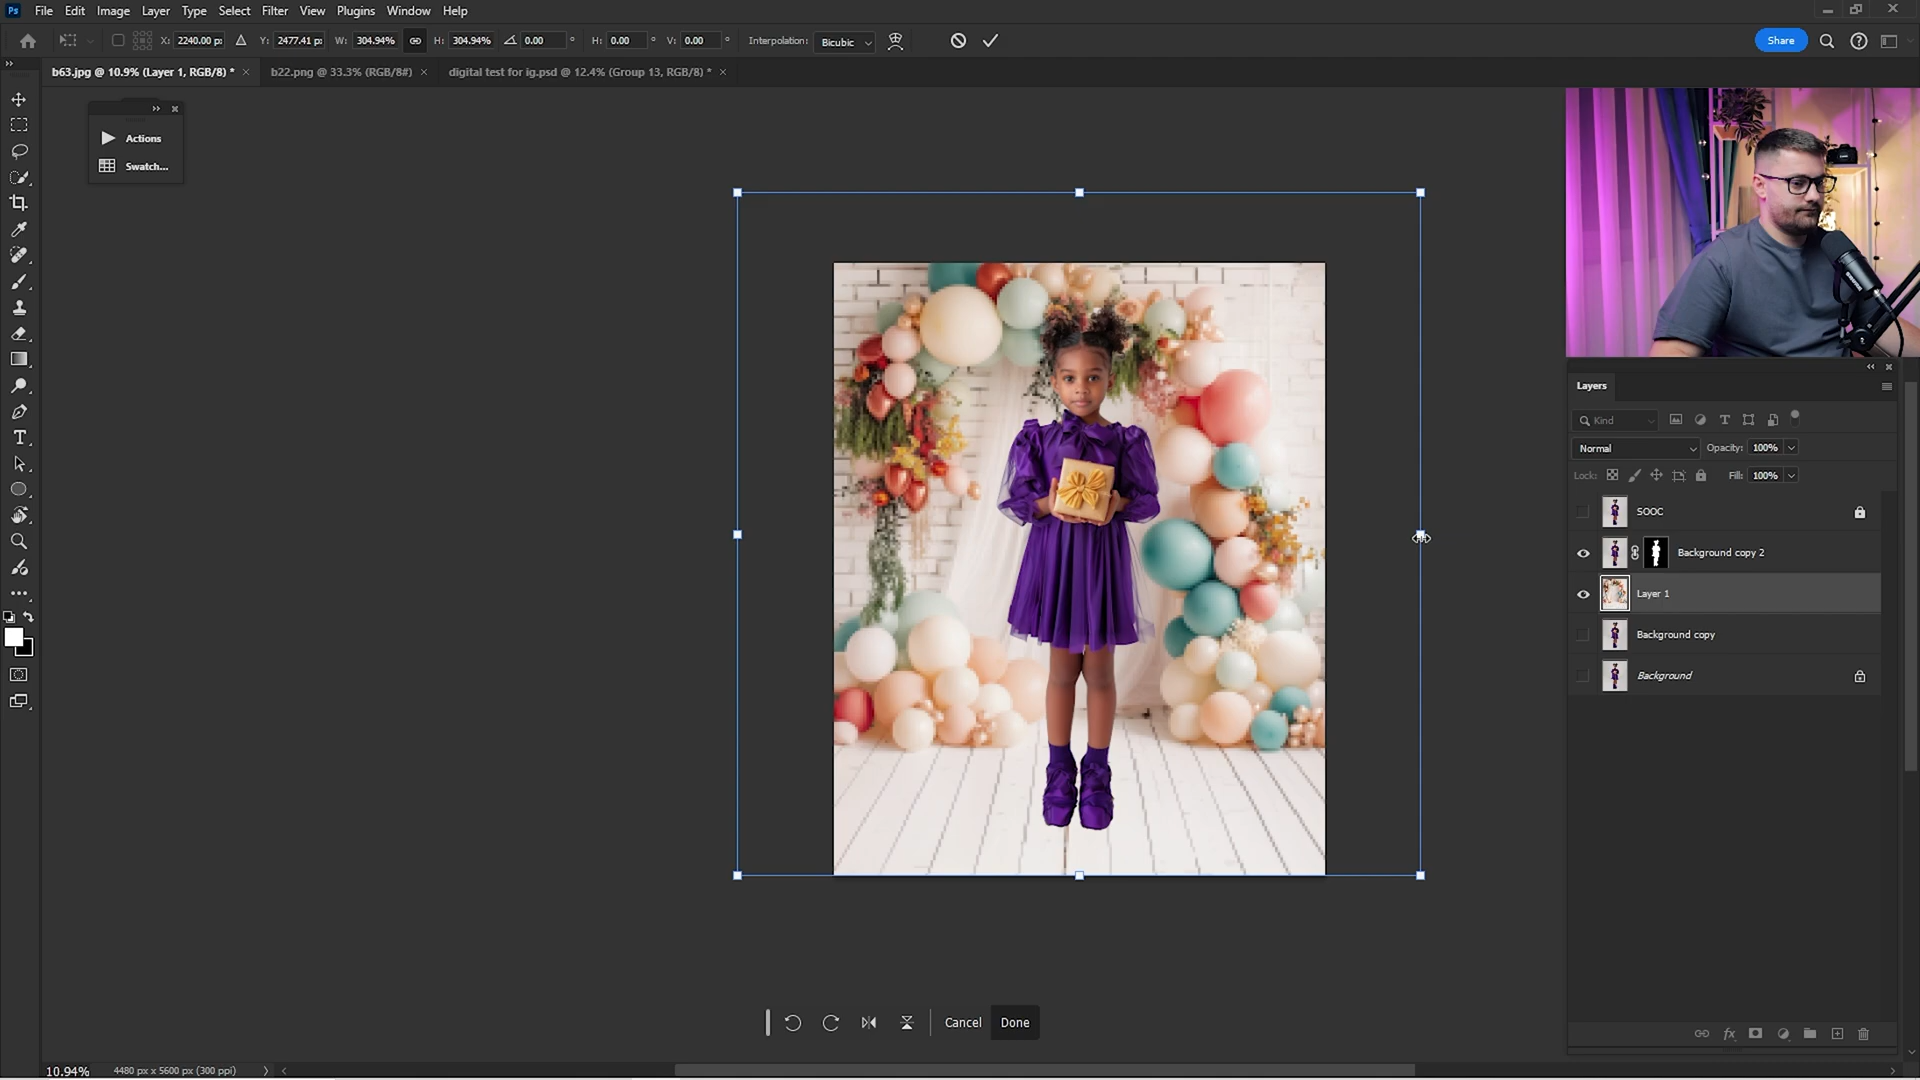 Ps File Edit Image Layer Type Select Filter View Plugins Window Help
X: 2240.00 p: Y: 2477.41 p: W: 304.94% H: 304.94% 0.00 ° H: 0.00 ° V: 0.00 ° Interpolation: Bicubic Share
b63.jpg @ 10.9% (Layer 1, RGB/8) * × b22.png @ 33.3% (RGB/8#) × digital test for ig.psd @ 12.4% (Group 13, RGB/8) * ×
Actions
Swatch...
Layers
Kind
Normal Opacity: 100%
Lock: Fill: 100%
SOOC
Background copy 2
Layer 1
Background copy
Background
Cancel Done
10.94% 4480 px x 5600 px (300 ppi)